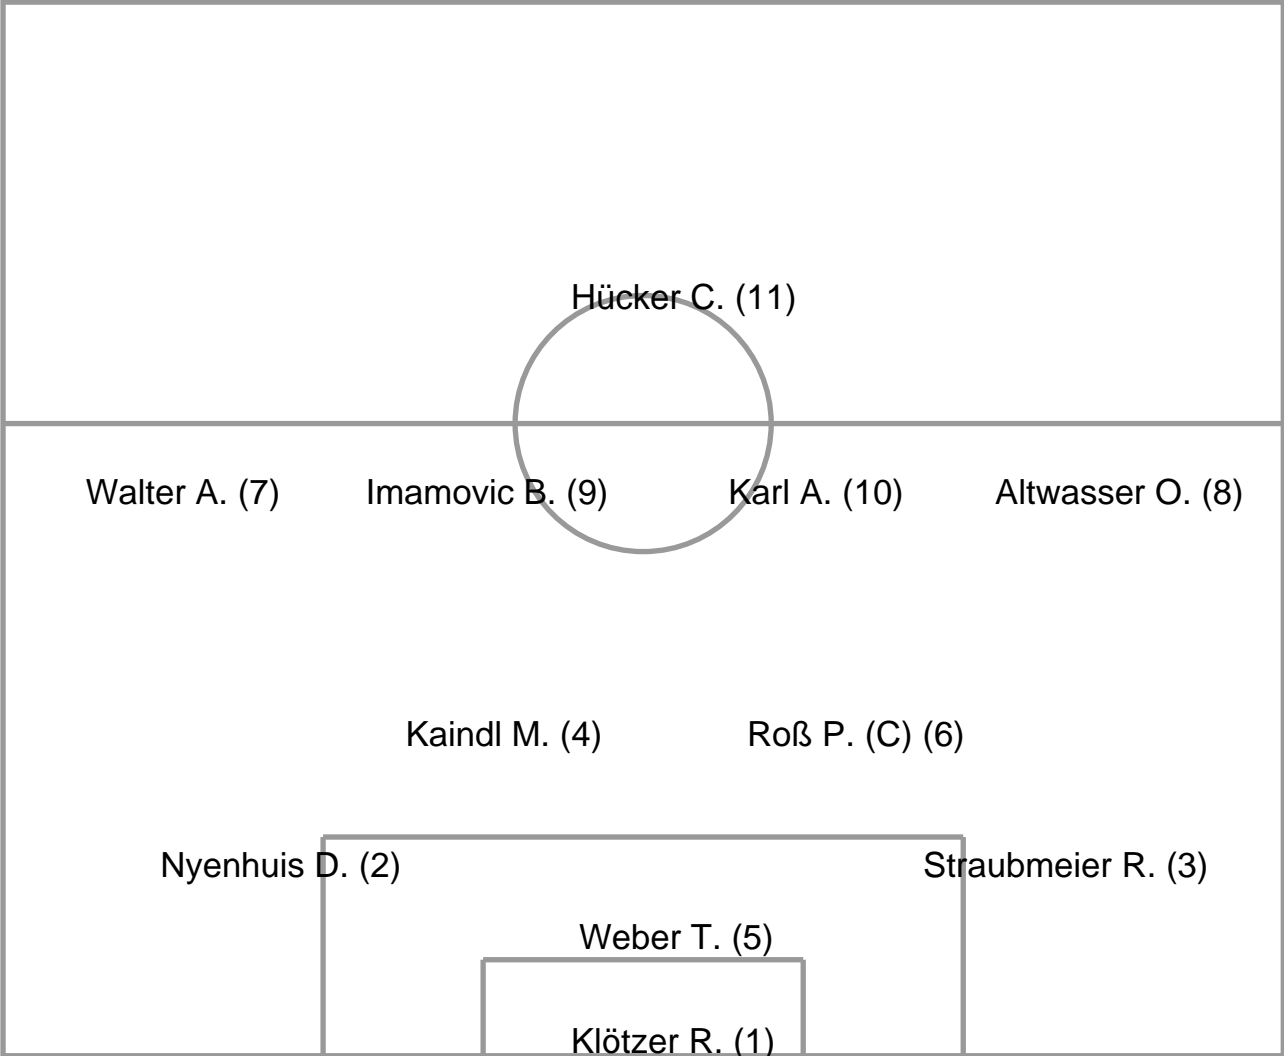 Hücker C. (11)
Walter A. (7) Imamovic B. (9) Karl A. (10) Altwasser O. (8)
Kaindl M. (4) Roß P. (C) (6)
Nyenhuis D. (2) Straubmeier R. (3)
Weber T. (5)
Klötzer R. (1)